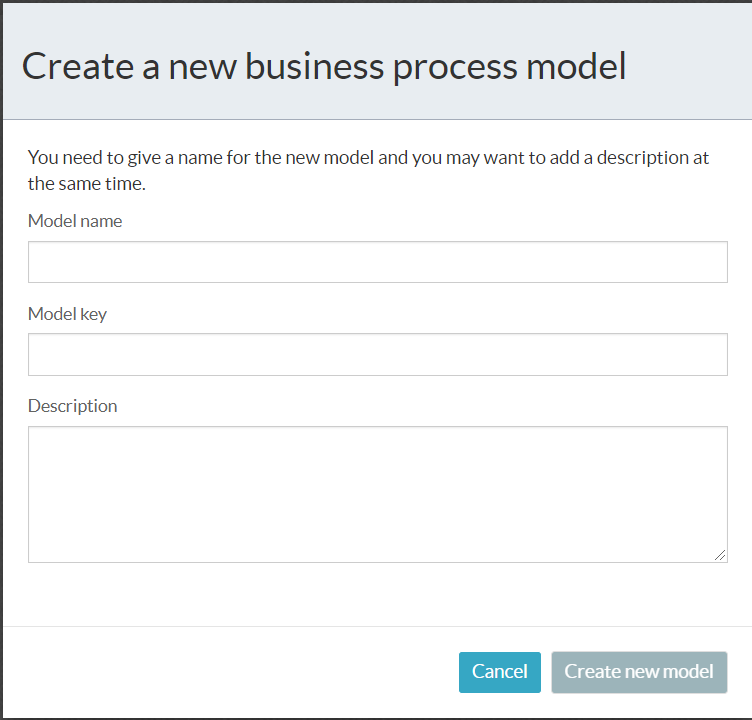 Create a new business process model
You need to give a name for the new model and you may want to add a description at
the same time.
Model name
Model key
Description
Cancel
Create new model